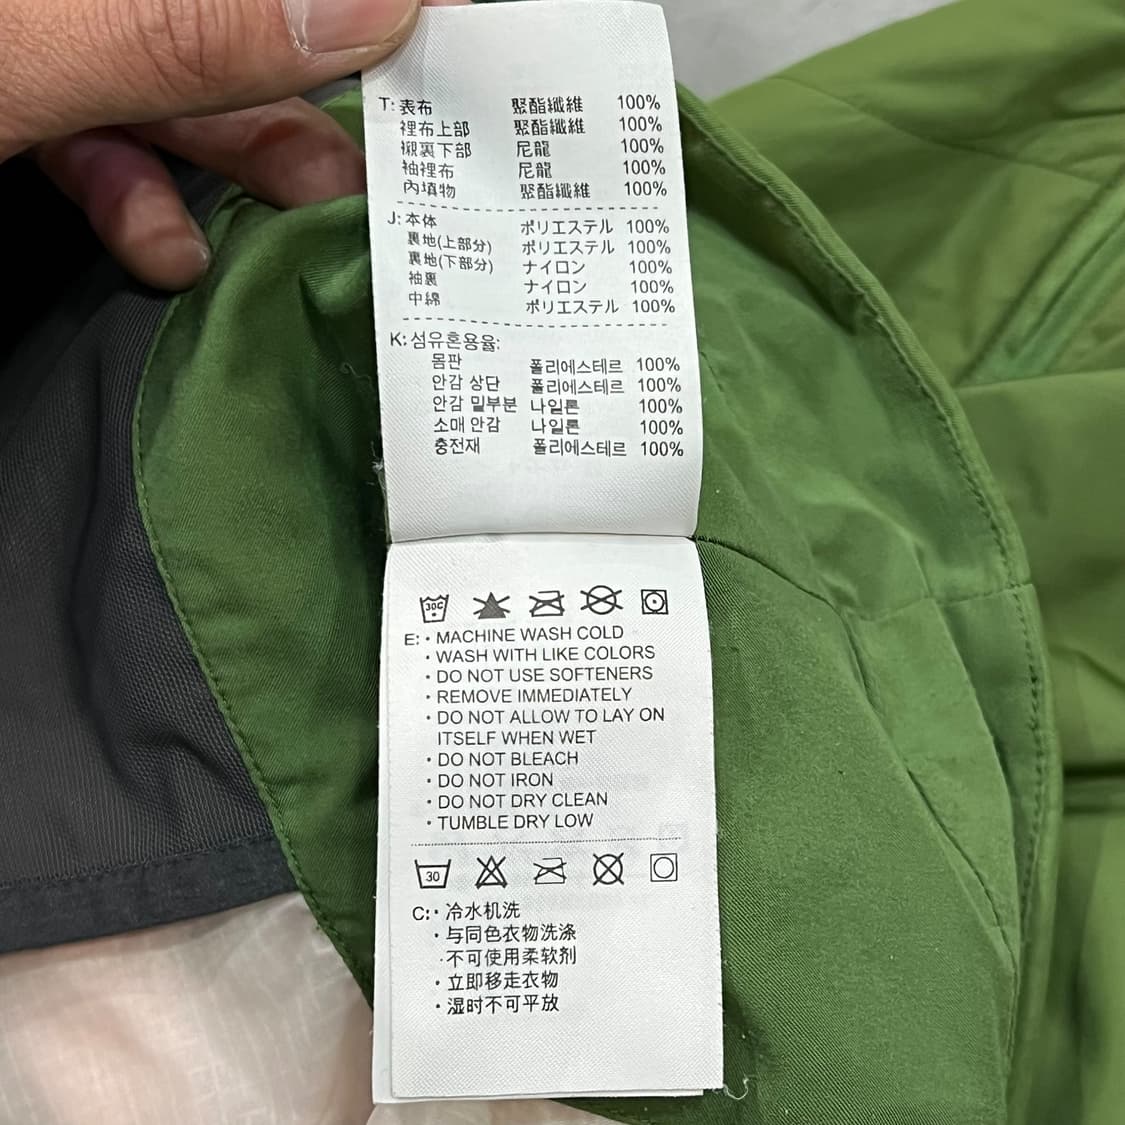 T: 表布 聚酯纖維 100%
裡布上部 聚酯纖維 100%
襯裏下部 尼龍 100%
袖裡布 尼龍 100%
內填物 聚酯纖維 100%
J: 本体 ポリエステル 100%
裏地(上部分) ポリエステル 100%
裏地(下部分) ナイロン 100%
袖裏 ナイロン 100%
中綿 ポリエステル 100%
K: 섬유혼용율:
몸판 폴리에스테르 100%
안감 상단 폴리에스테르 100%
안감 밑부분 나일론 100%
소매 안감 나일론 100%
충전재 폴리에스테르 100%
30C
E: · MACHINE WASH COLD
· WASH WITH LIKE COLORS
· DO NOT USE SOFTENERS
· REMOVE IMMEDIATELY
· DO NOT ALLOW TO LAY ON
ITSELF WHEN WET
· DO NOT BLEACH
· DO NOT IRON
· DO NOT DRY CLEAN
· TUMBLE DRY LOW
30
C: · 冷水机洗
· 与同色衣物洗涤
· 不可使用柔软剂
· 立即移走衣物
· 湿时不可平放